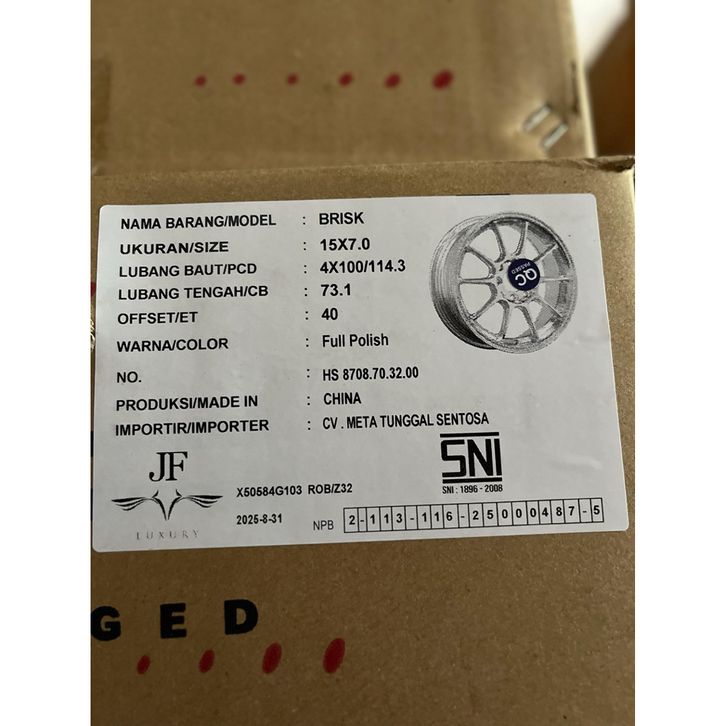 NAMA BARANG/MODEL : BRISK
UKURAN/SIZE : 15X7.0
LUBANG BAUT/PCD : 4X100/114.3
LUBANG TENGAH/CB : 73.1
OFFSET/ET : 40
WARNA/COLOR : Full Polish
NO. : HS 8708.70.32.00
PRODUKSI/MADE IN : CHINA
IMPORTIR/IMPORTER : CV . META TUNGGAL SENTOSA
QC
PASSED
JF
LUXURY
X50584G103 ROB/Z32
2025-8-31
SNI
SNI : 1896 - 2008
NPB 2-113-116-25000487-5
GED